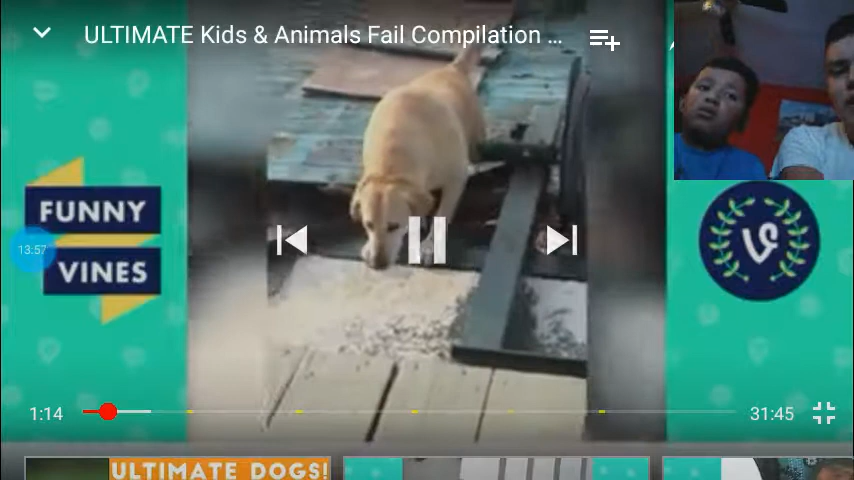 ULTIMATE Kids & Animals Fail Compilation ...
FUNNY
13:57
VINES
1:14
31:45
ULTIMATE DOGS!